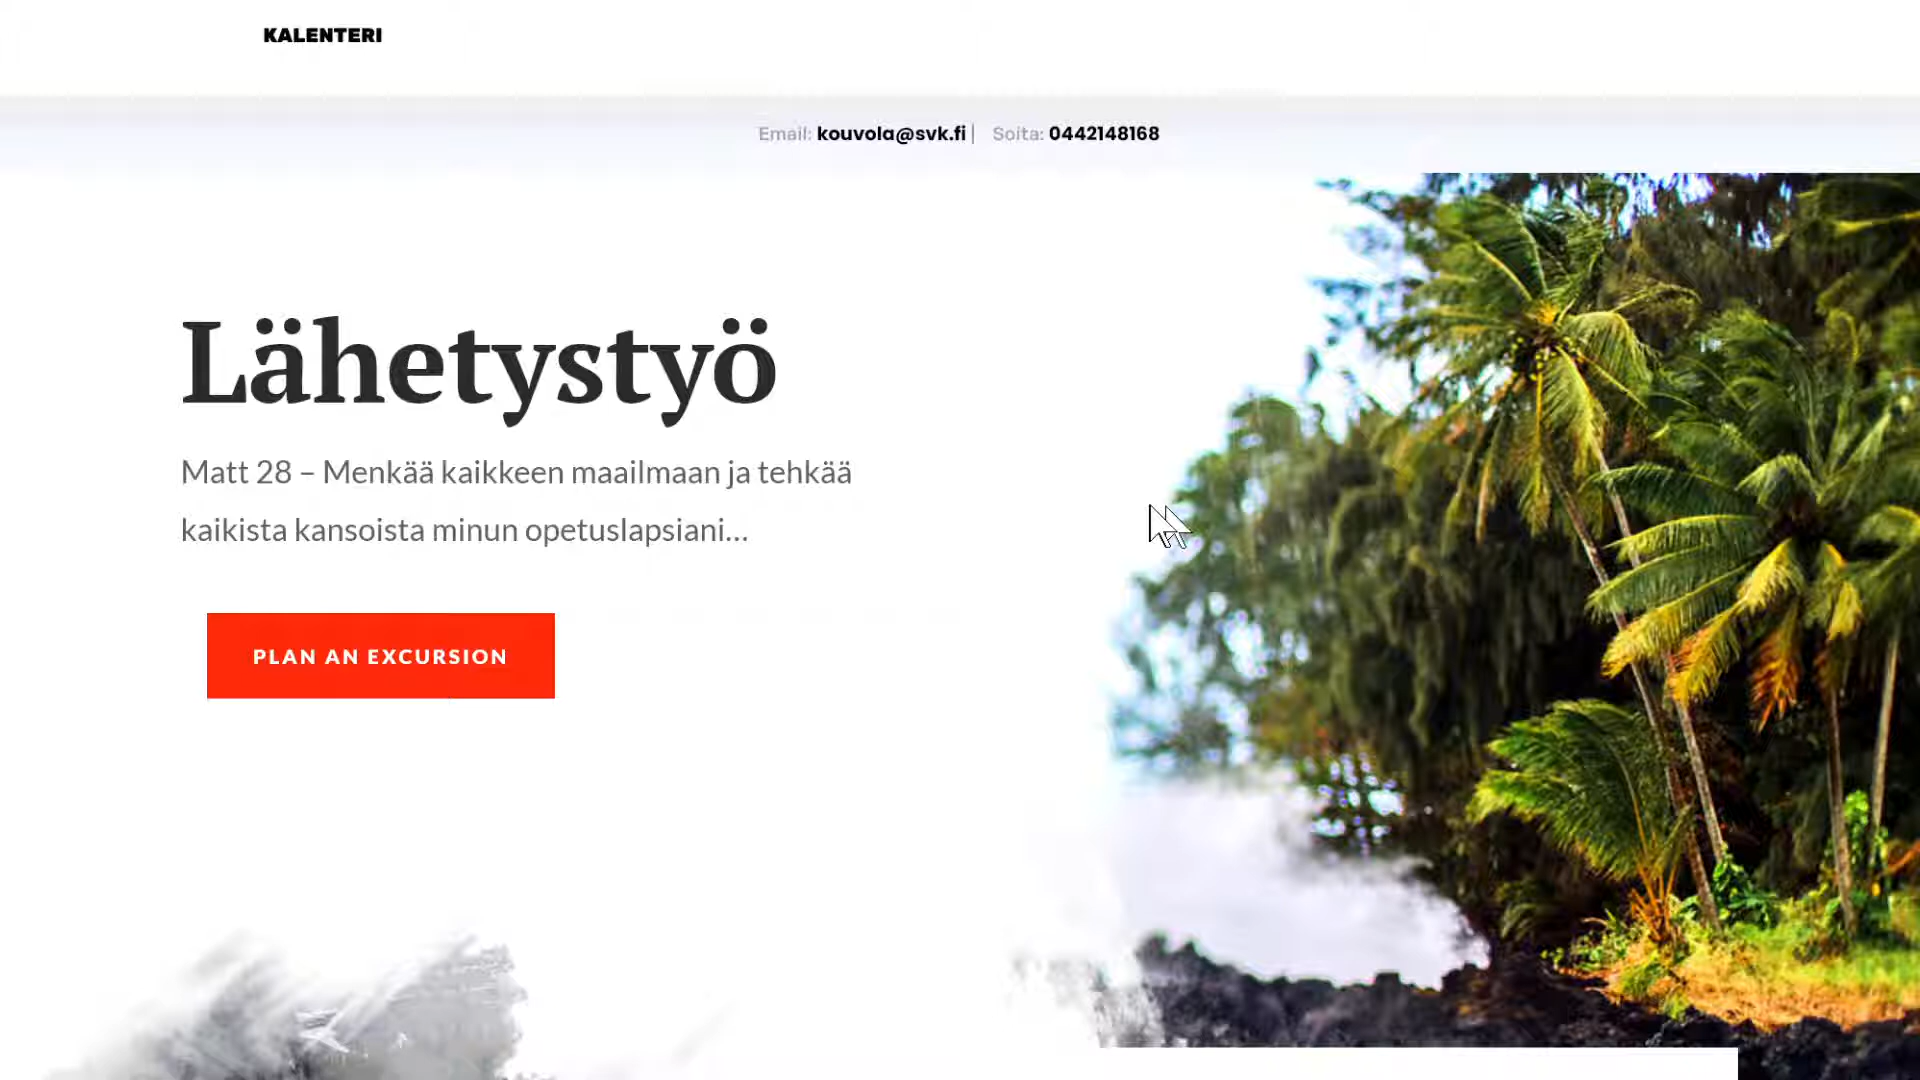 KALENTERI
Email: kouvola@svk.fi | Soita: 0442148168
Lähetystyö
Matt 28 – Menkää kaikkeen maailmaan ja tehkää
kaikista kansoista minun opetuslapsiani...
PLAN AN EXCURSION